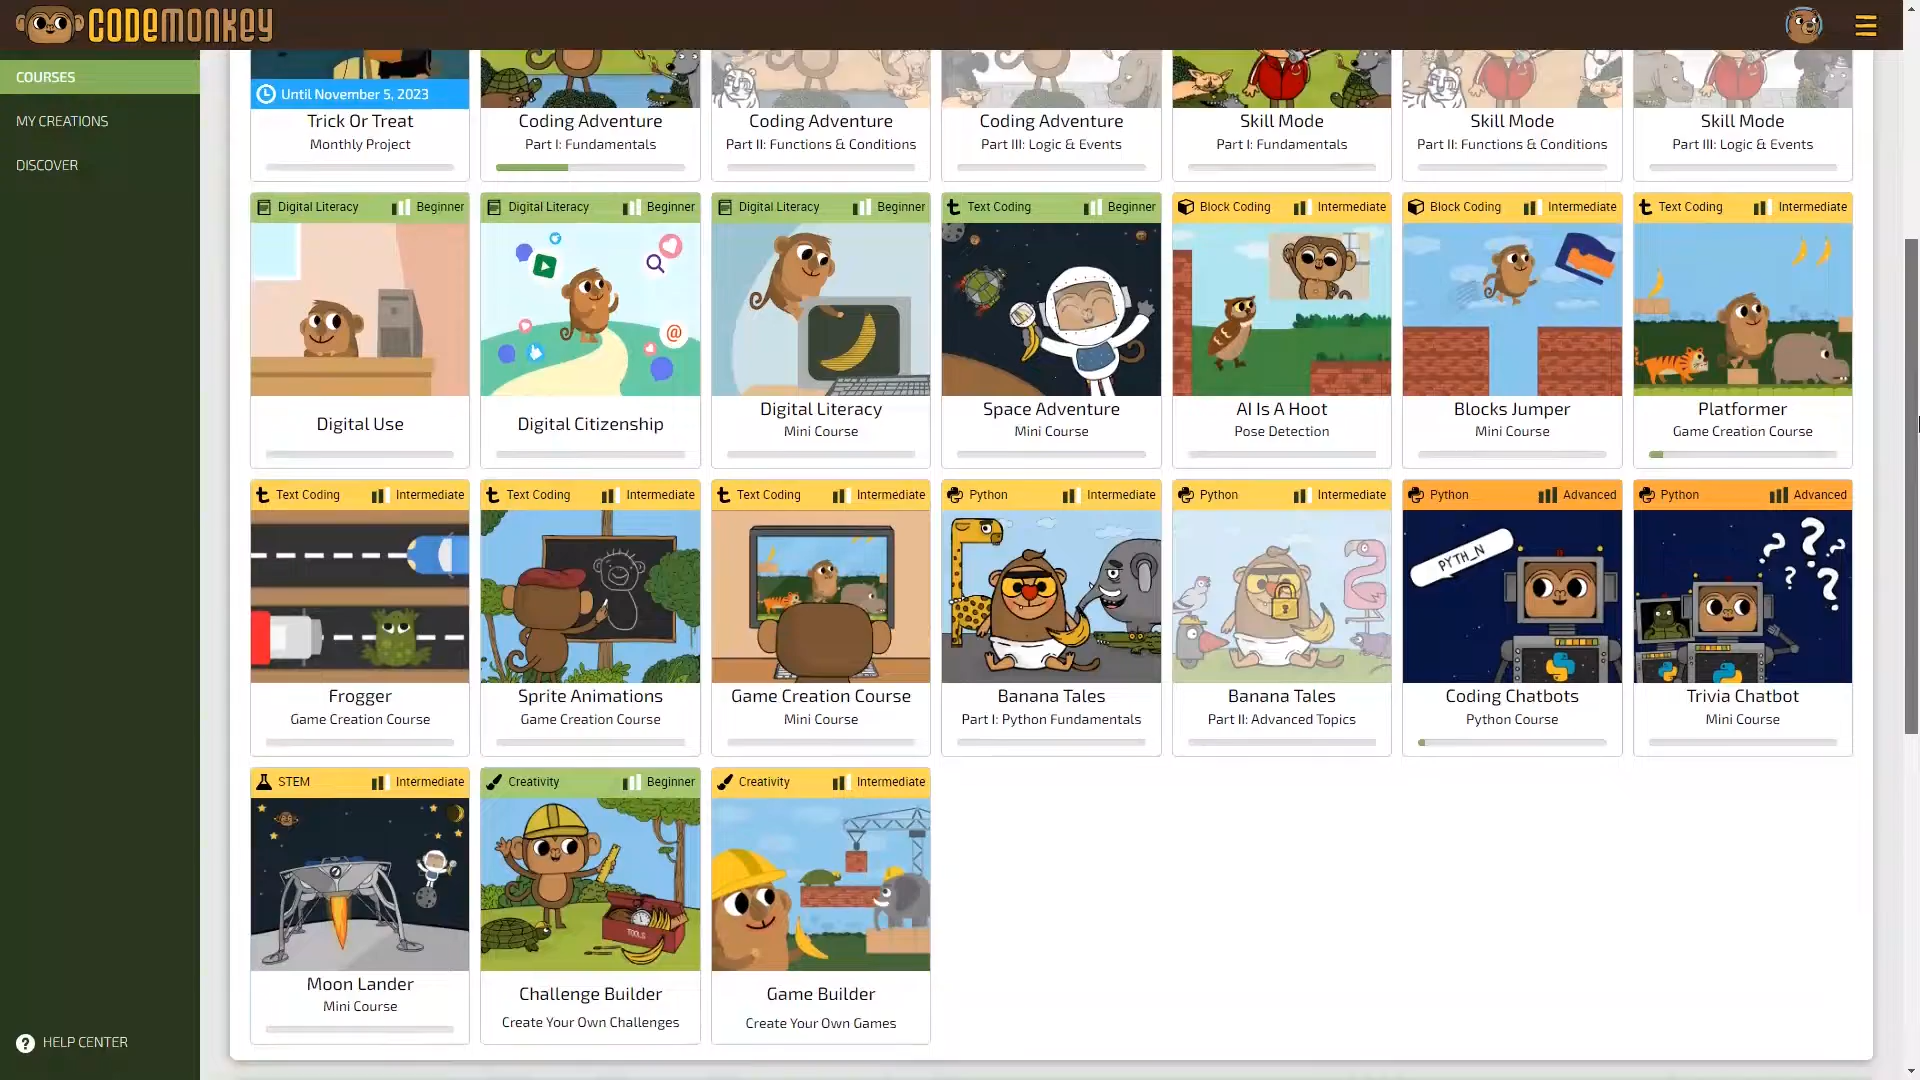 CODEMONKEY
COURSES
MY CREATIONS
DISCOVER
HELP CENTER
Until November 5, 2023
Trick Or Treat
Monthly Project
Coding Adventure
Part I: Fundamentals
Coding Adventure
Part II: Functions & Conditions
Coding Adventure
Part III: Logic & Events
Skill Mode
Part I: Fundamentals
Skill Mode
Part II: Functions & Conditions
Skill Mode
Part III: Logic & Events
Digital Literacy Beginner
Digital Use
Digital Literacy Beginner
@
Digital Citizenship
Digital Literacy Beginner
Digital Literacy
Mini Course
Text Coding Beginner
Space Adventure
Mini Course
Block Coding Intermediate
AI Is A Hoot
Pose Detection
Block Coding Intermediate
Blocks Jumper
Mini Course
Text Coding Intermediate
Platformer
Game Creation Course
Text Coding Intermediate
Frogger
Game Creation Course
Text Coding Intermediate
Sprite Animations
Game Creation Course
Text Coding Intermediate
Game Creation Course
Mini Course
Python Intermediate
Banana Tales
Part I: Python Fundamentals
Python Intermediate
Banana Tales
Part II: Advanced Topics
Python Advanced
PYTH_N
Coding Chatbots
Python Course
Python Advanced
? ? ? ? ?
Trivia Chatbot
Mini Course
STEM Intermediate
Moon Lander
Mini Course
Creativity Beginner
TOOLS
Challenge Builder
Create Your Own Challenges
Creativity Intermediate
Game Builder
Create Your Own Games